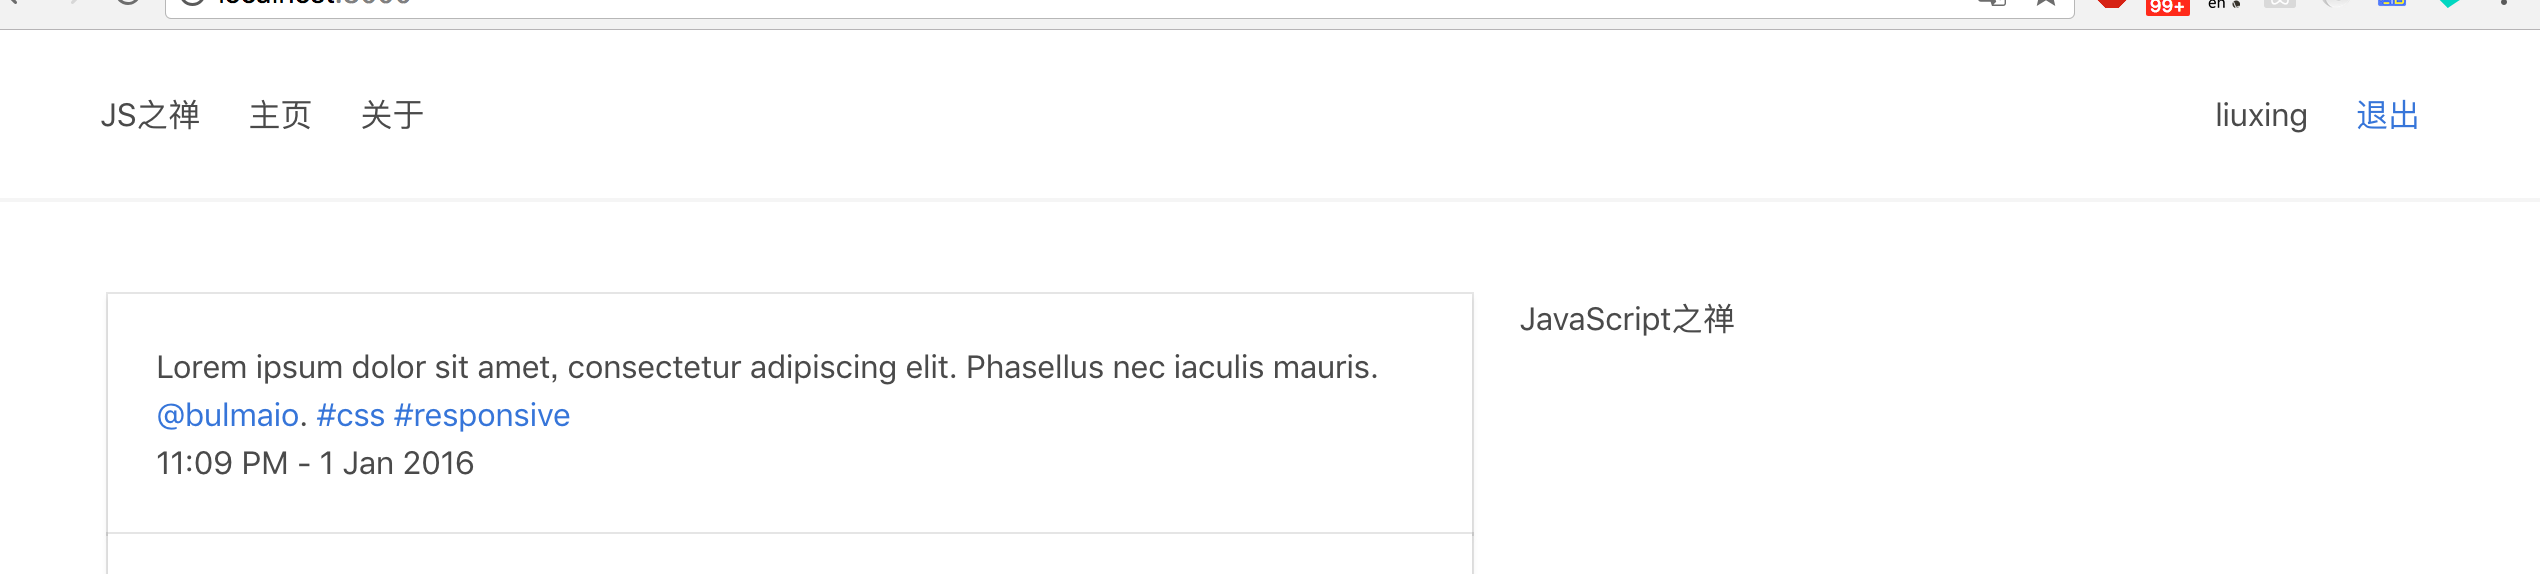 99+
en
JS之禅 主页 关于 liuxing 退出
Lorem ipsum dolor sit amet, consectetur adipiscing elit. Phasellus nec iaculis mauris.
@bulmaio. #css #responsive
11:09 PM - 1 Jan 2016
JavaScript之禅